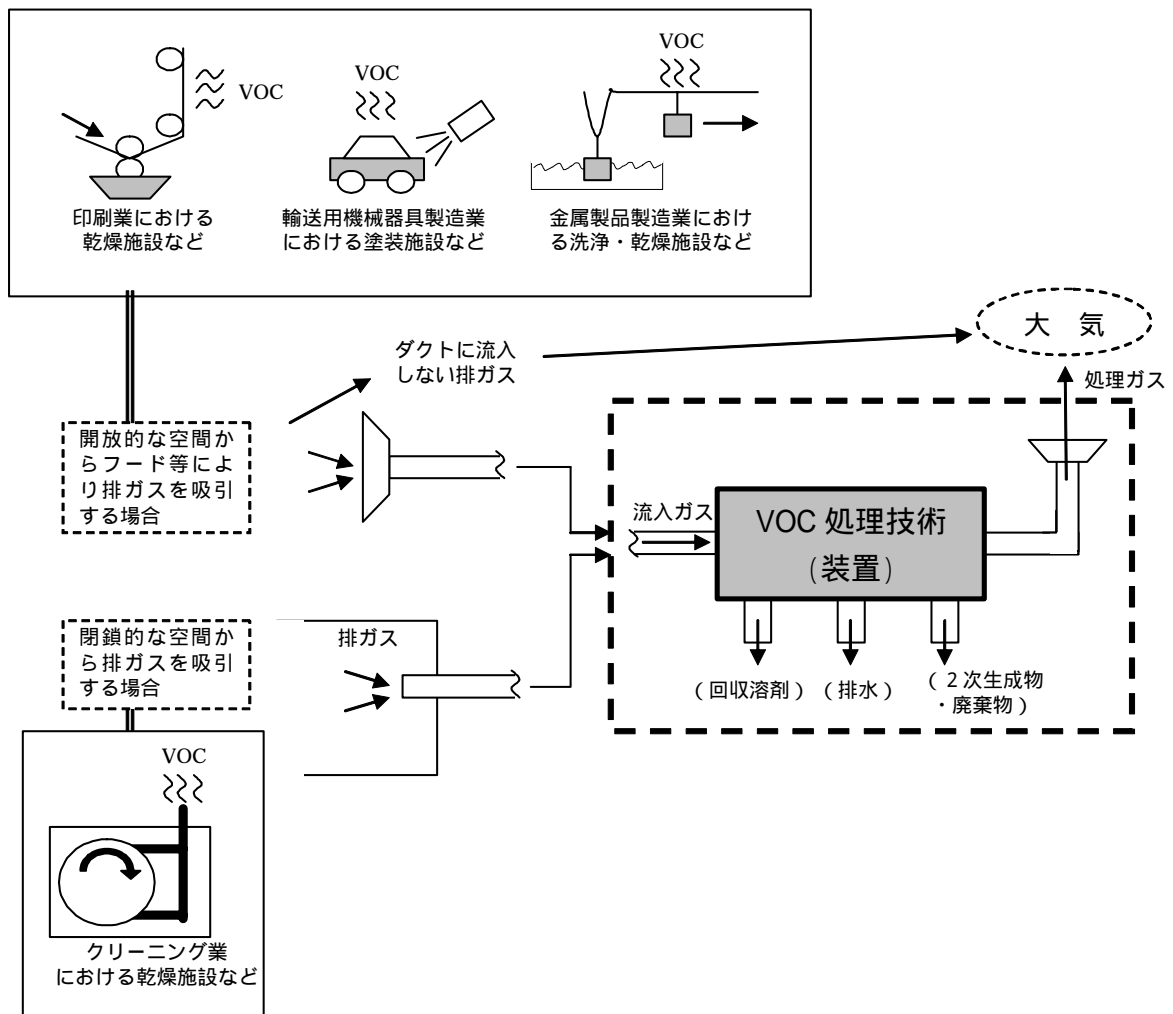 VOC
印刷業における
乾燥施設など
VOC
輸送用機械器具製造業
における塗装施設など
VOC
金属製品製造業におけ
る洗浄・乾燥施設など
大　気
処理ガス
ダクトに流入
しない排ガス
開放的な空間か
らフード等によ
り排ガスを吸引
する場合
流入ガス
VOC 処理技術
(装置)
（回収溶剤）
（排水）
（２次生成物
・廃棄物）
閉鎖的な空間か
ら排ガスを吸引
する場合
排ガス
VOC
クリーニング業
における乾燥施設など